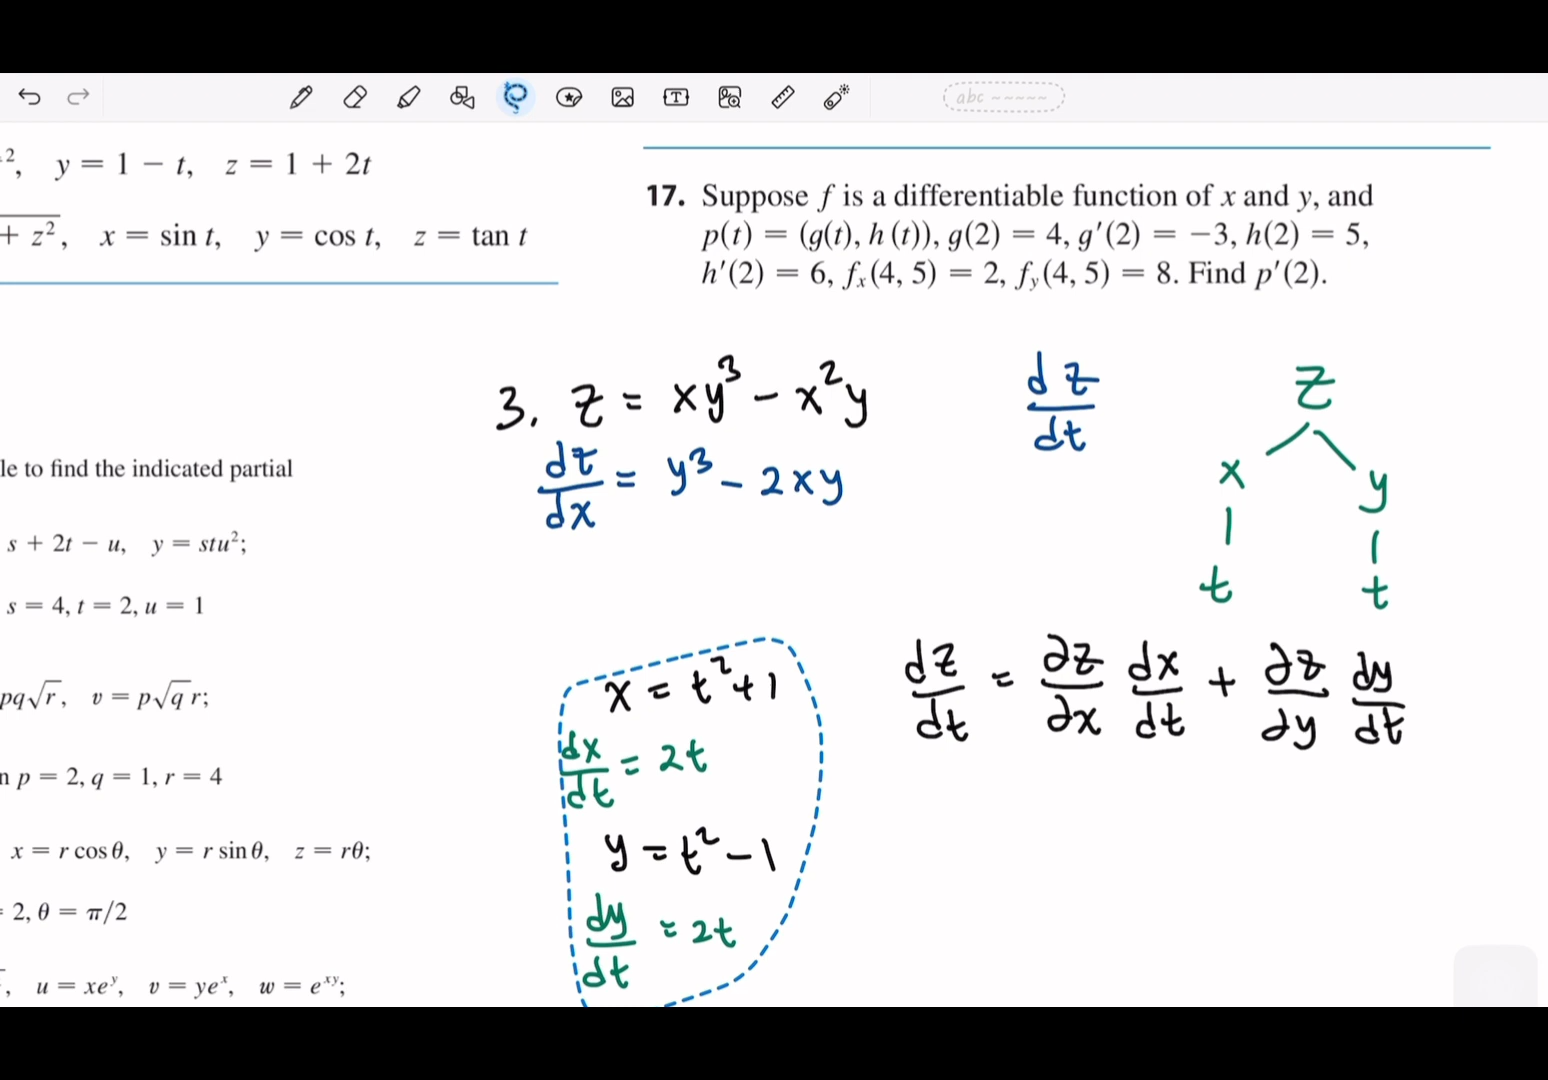 abc
2, y = 1 − t, z = 1 + 2t
+ z², x = sin t, y = cos t, z = tan t
17. Suppose f is a differentiable function of x and y, and
p(t) = (g(t), h (t)), g(2) = 4, g′(2) = −3, h(2) = 5,
h′(2) = 6, fx(4, 5) = 2, fy(4, 5) = 8. Find p′(2).
le to find the indicated partial
s + 2t − u, y = stu²;
s = 4, t = 2, u = 1
pq√r, v = p√q r;
n p = 2, q = 1, r = 4
x = r cos θ, y = r sin θ, z = rθ;
= 2, θ = π/2
, u = xeʸ, v = yeˣ, w = eˣʸ;
3. z = xy³ − x²y
dz/dx = y³ − 2xy
dz/dt
z
x y
t t
x = t² + 1
dx/dt = 2t
y = t² − 1
dy/dt = 2t
dz/dt = ∂z/∂x dx/dt + ∂z/∂y dy/dt